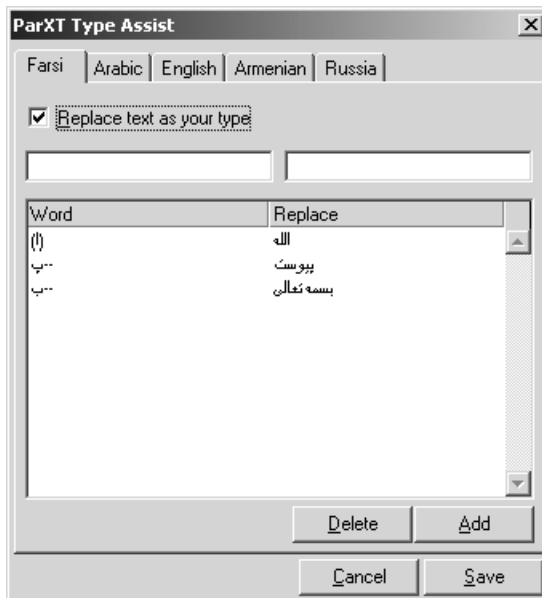 ParXT Type Assist
Farsi Arabic English Armenian Russia
Replace text as your type
Word Replace
(ا) الله
پ-- پیوست
ب-- بسمه تعالی
Delete Add
Cancel Save